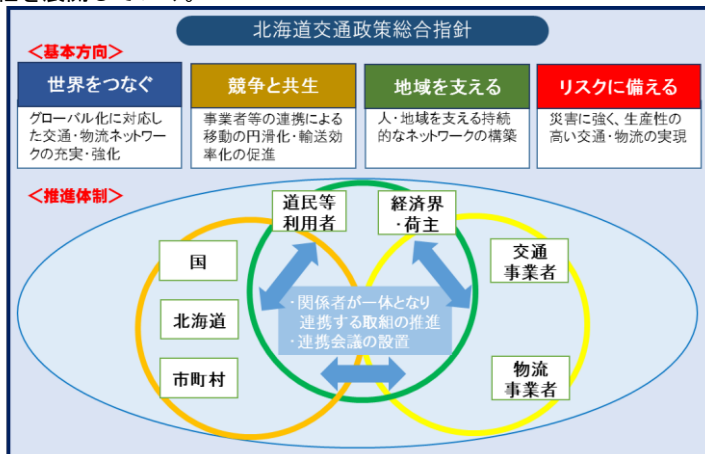 北海道交通政策総合指針
＜基本方向＞
世界をつなぐ
グローバル化に対応し
た交通・物流ネットワー
クの充実・強化
競争と共生
事業者等の連携による
移動の円滑化・輸送効
率化の促進
地域を支える
人・地域を支える持続
的なネットワークの構築
リスクに備える
災害に強く、生産性の
高い交通・物流の実現
＜推進体制＞
道民等
利用者
経済界
・荷主
国
北海道
市町村
交通
事業者
物流
事業者
・関係者が一体となり
連携する取組の推進
・連携会議の設置